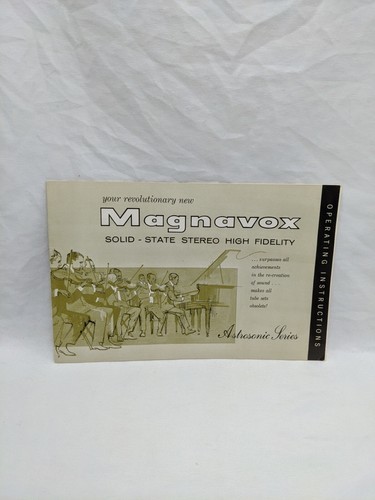 your revolutionary new
Magnavox
SOLID - STATE STEREO HIGH FIDELITY
... surpasses all
achievements
in the re-creation
of sound ...
makes all
tube sets
obsolete!
Astrosonic Series
OPERATING INSTRUCTIONS